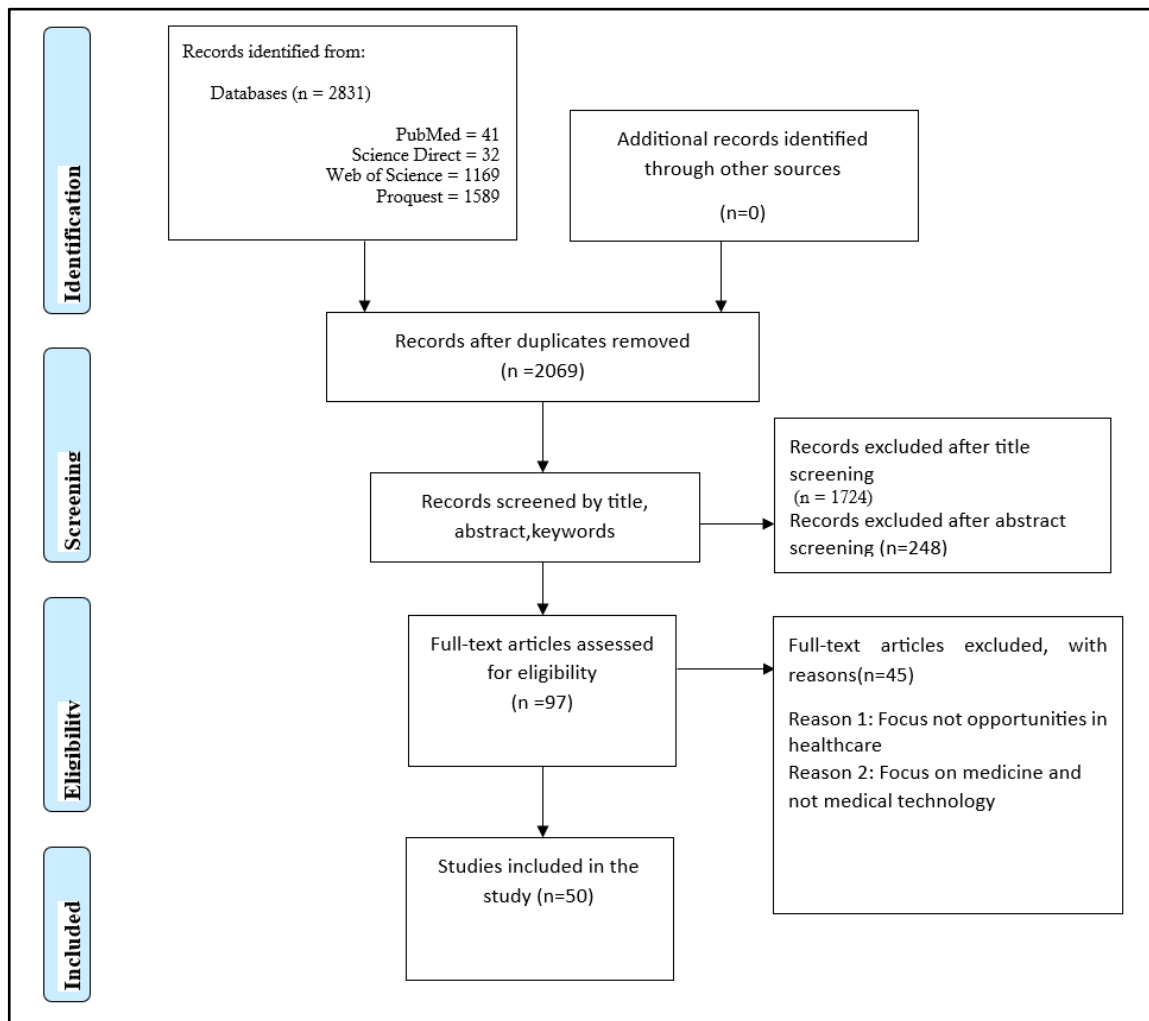 Identification
Records identified from:
Databases (n = 2831)
PubMed = 41
Science Direct = 32
Web of Science = 1169
Proquest = 1589
Additional records identified
through other sources
(n=0)
Records after duplicates removed
(n =2069)
Screening
Records screened by title,
abstract,keywords
Records excluded after title
screening
(n = 1724)
Records excluded after abstract
screening (n=248)
Eligibility
Full-text articles assessed
for eligibility
(n =97)
Full-text articles excluded, with
reasons(n=45)
Reason 1: Focus not opportunities in
healthcare
Reason 2: Focus on medicine and
not medical technology
Included
Studies included in the
study (n=50)